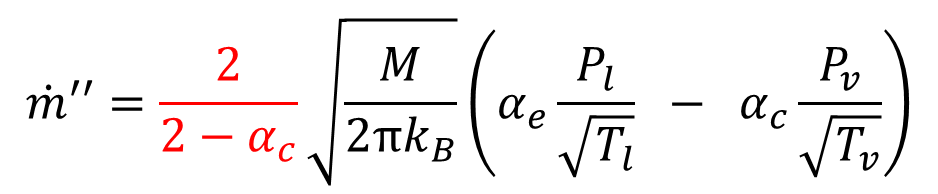 ṁ′′ = 2/(2 − α_c) √(M/(2πk_B)) (α_e P_l/√T_l − α_c P_v/√T_v)